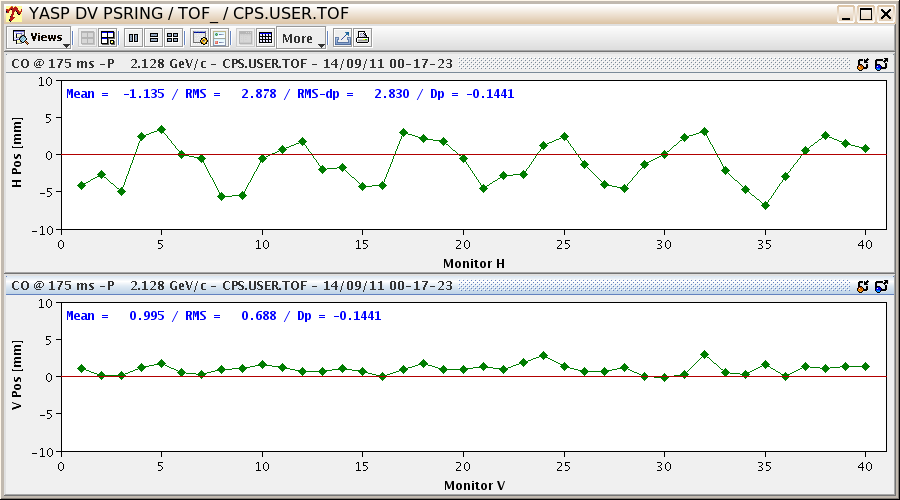 YASP DV PSRING / TOF_ / CPS.USER.TOF
Views More
CO @ 175 ms -P 2.128 GeV/c - CPS.USER.TOF - 14/09/11 00-17-23
Mean = -1.135 / RMS = 2.878 / RMS-dp = 2.830 / Dp = -0.1441
H Pos [mm]
10
5
0
-5
-10
0 5 10 15 20 25 30 35 40
Monitor H
CO @ 175 ms -P 2.128 GeV/c - CPS.USER.TOF - 14/09/11 00-17-23
Mean = 0.995 / RMS = 0.688 / Dp = -0.1441
V Pos [mm]
10
5
0
-5
-10
0 5 10 15 20 25 30 35 40
Monitor V